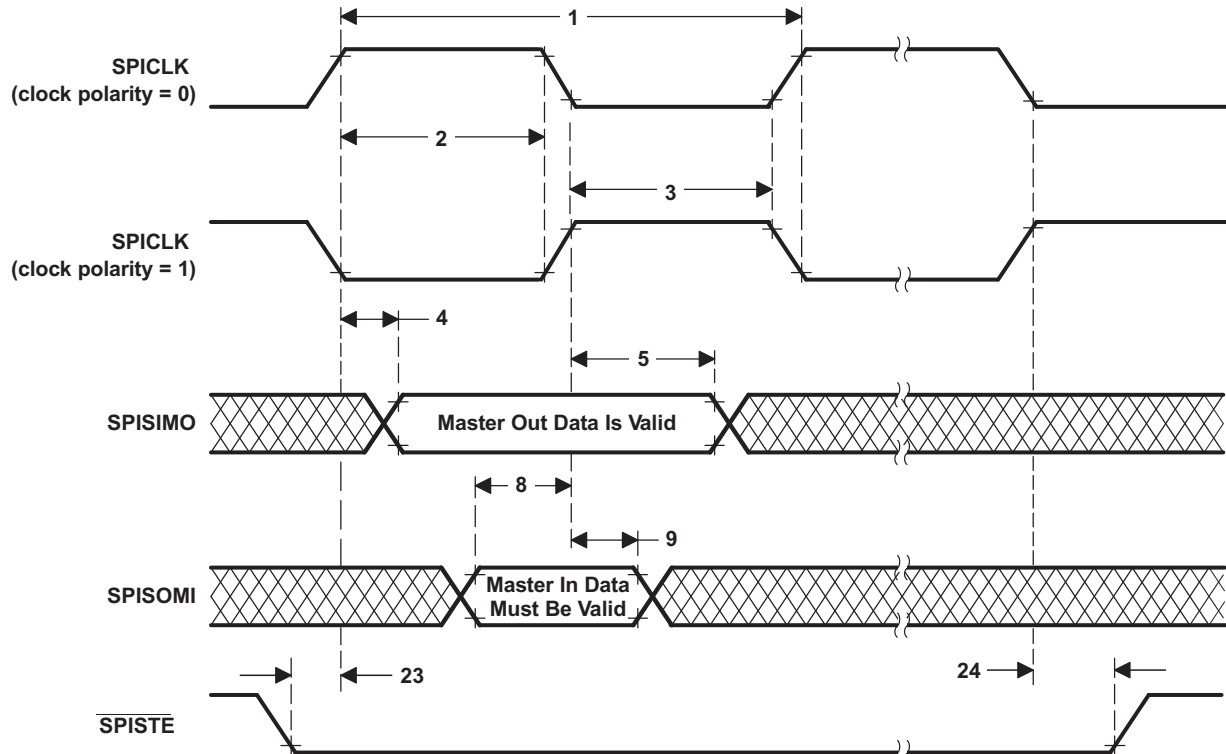 1
SPICLK
(clock polarity = 0)
2
3
SPICLK
(clock polarity = 1)
4
5
SPISIMO
Master Out Data Is Valid
8
9
SPISOMI
Master In Data
Must Be Valid
23
24
SPISTE